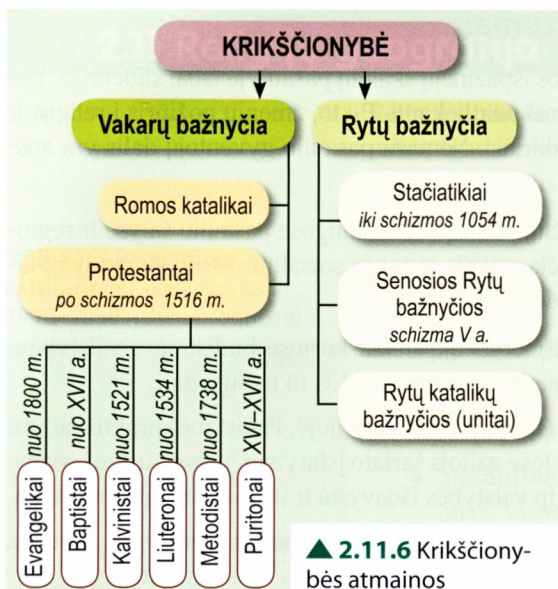 KRIKŠČIONYBĖ
Vakarų bažnyčia
Rytų bažnyčia
Romos katalikai
Protestantai
po schizmos 1516 m.
Stačiatikiai
iki schizmos 1054 m.
Senosios Rytų
bažnyčios
schizma V a.
Rytų katalikų
bažnyčios (unitai)
nuo 1800 m.
nuo XVII a.
nuo 1521 m.
nuo 1534 m.
nuo 1738 m.
XVI–XVII a.
Evangelikai
Baptistai
Kalvinistai
Liuteronai
Metodistai
Puritonai
▲ 2.11.6 Krikščiony-
bės atmainos